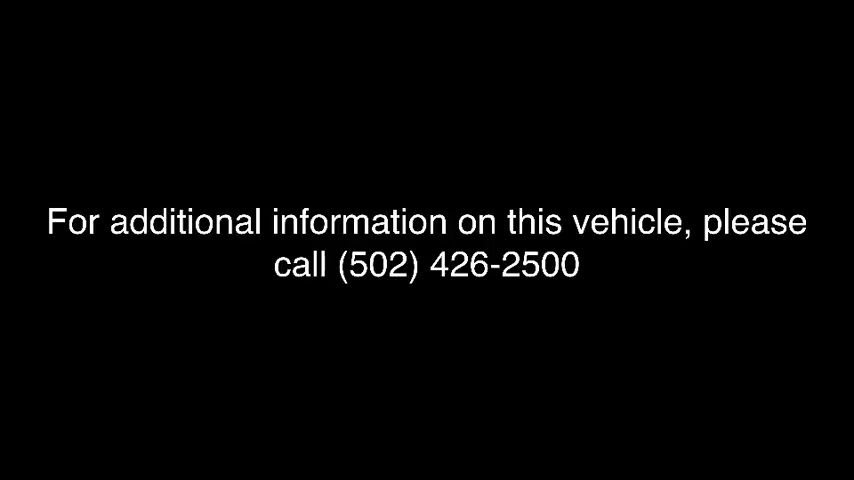 For additional information on this vehicle, please
call (502) 426-2500